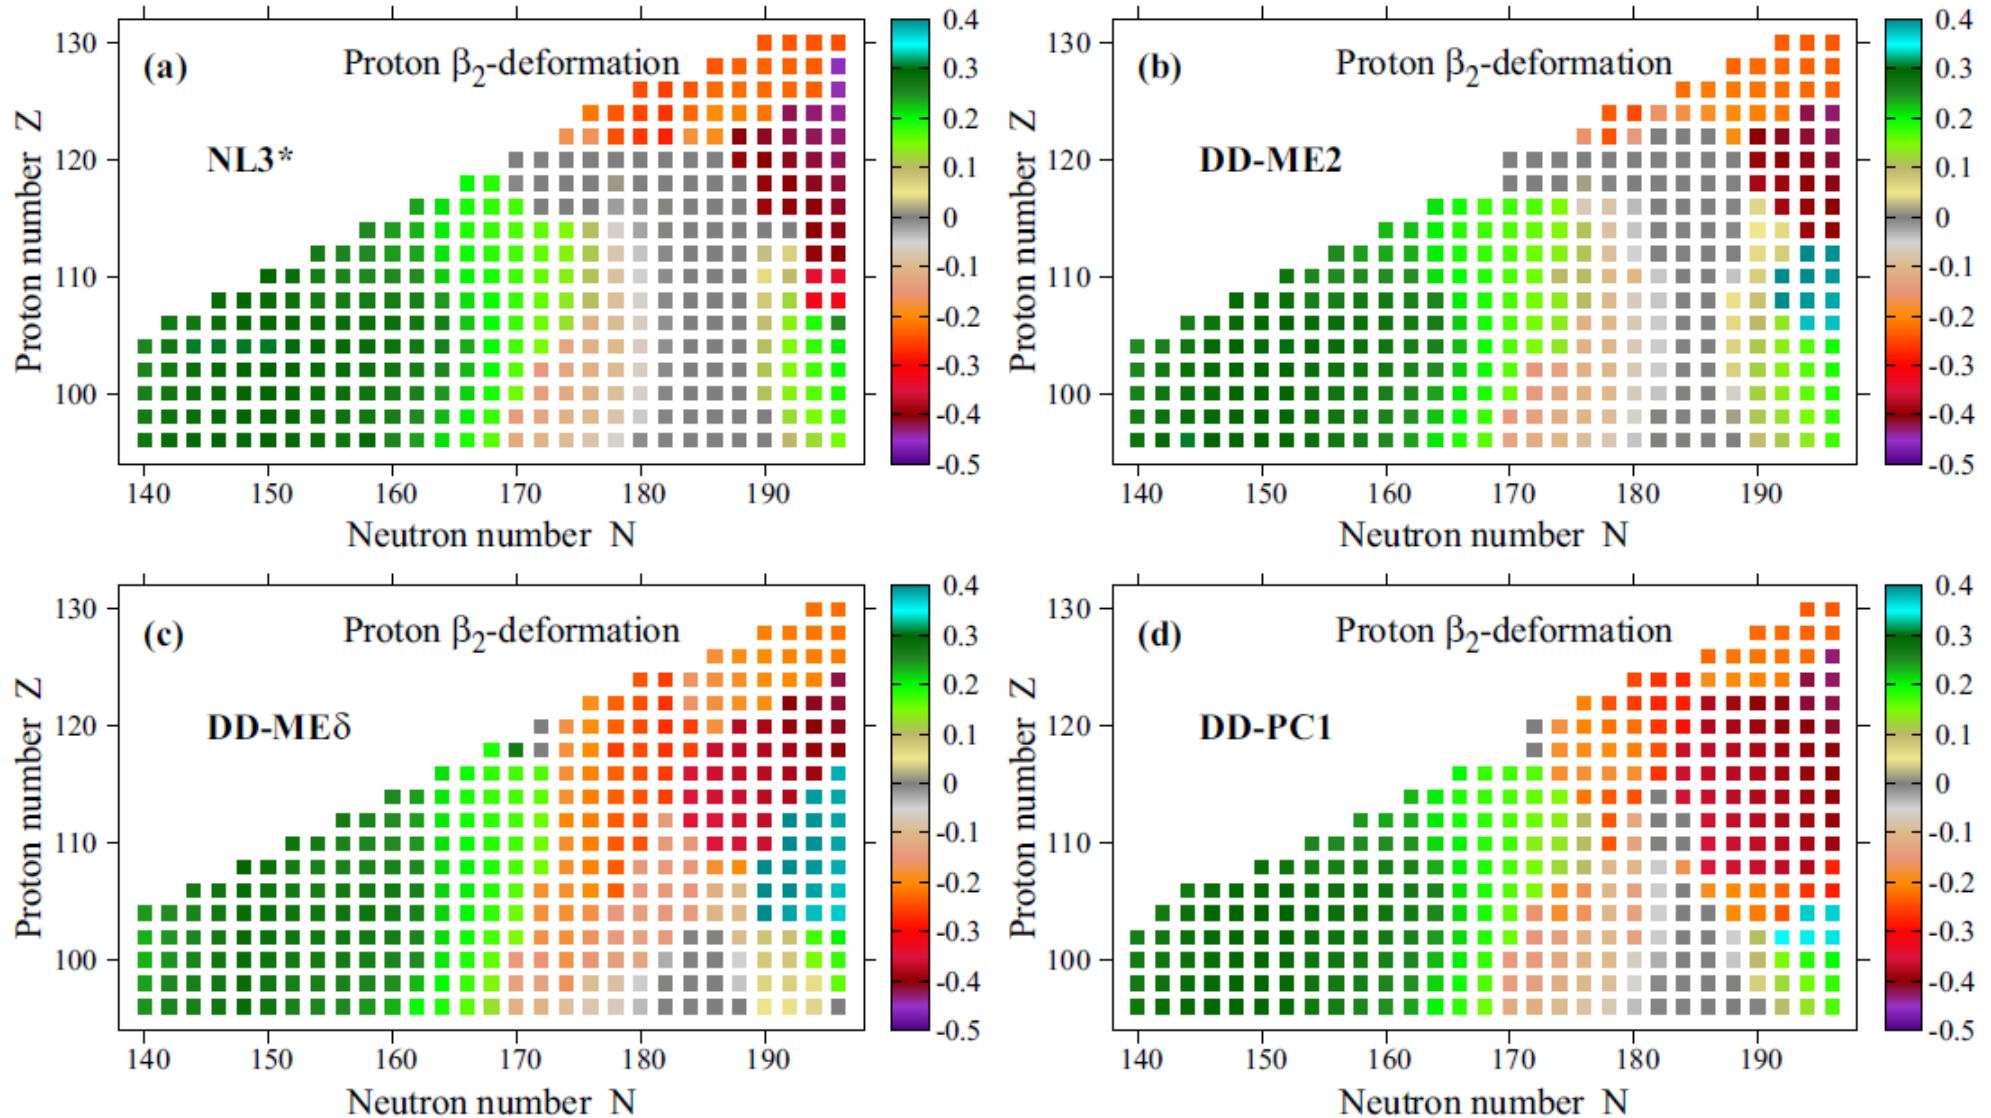 (a) Proton β₂-deformation
NL3*
Proton number Z
130
120
110
100
140 150 160 170 180 190
Neutron number N
0.4
0.3
0.2
0.1
0
-0.1
-0.2
-0.3
-0.4
-0.5
(b) Proton β₂-deformation
DD-ME2
Proton number Z
130
120
110
100
140 150 160 170 180 190
Neutron number N
0.4
0.3
0.2
0.1
0
-0.1
-0.2
-0.3
-0.4
-0.5
(c) Proton β₂-deformation
DD-MEδ
Proton number Z
130
120
110
100
140 150 160 170 180 190
Neutron number N
0.4
0.3
0.2
0.1
0
-0.1
-0.2
-0.3
-0.4
-0.5
(d) Proton β₂-deformation
DD-PC1
Proton number Z
130
120
110
100
140 150 160 170 180 190
Neutron number N
0.4
0.3
0.2
0.1
0
-0.1
-0.2
-0.3
-0.4
-0.5